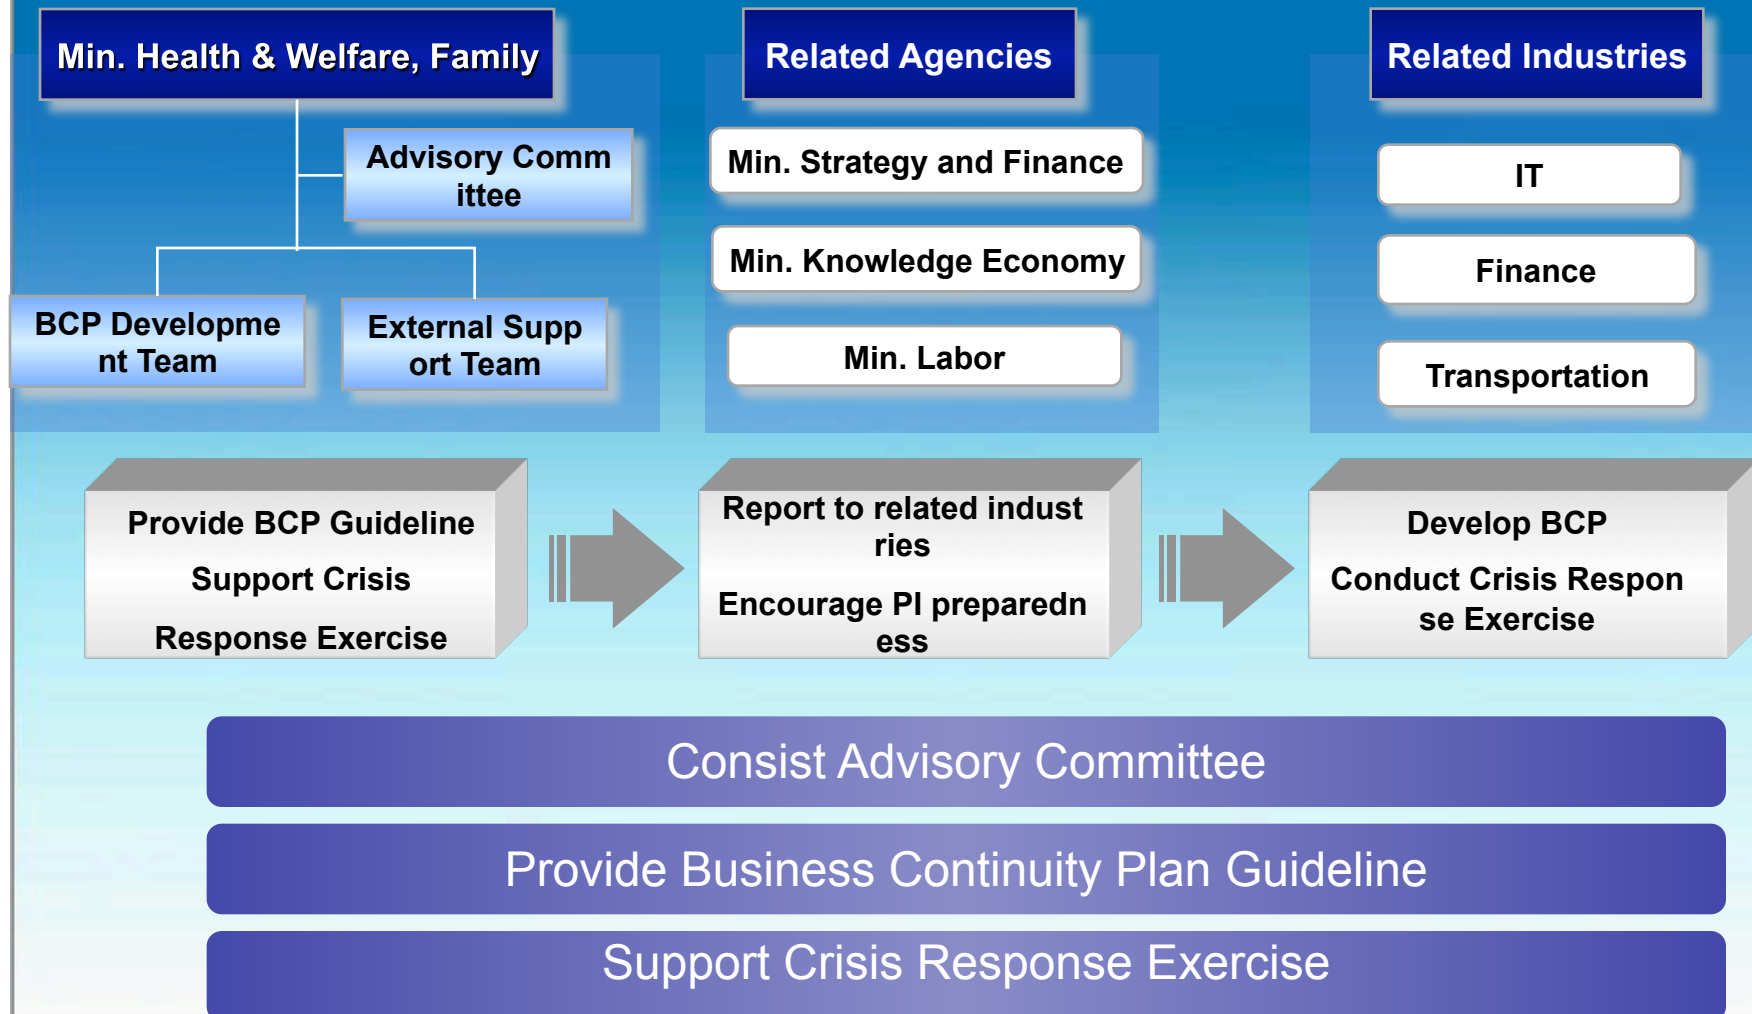 Min. Health & Welfare, Family
Advisory Comm
ittee
BCP Developme
nt Team
External Supp
ort Team
Related Agencies
Min. Strategy and Finance
Min. Knowledge Economy
Min. Labor
Related Industries
IT
Finance
Transportation
Provide BCP Guideline
Support Crisis
Response Exercise
Report to related indust
ries
Encourage PI preparedn
ess
Develop BCP
Conduct Crisis Respon
se Exercise
Consist Advisory Committee
Provide Business Continuity Plan Guideline
Support Crisis Response Exercise